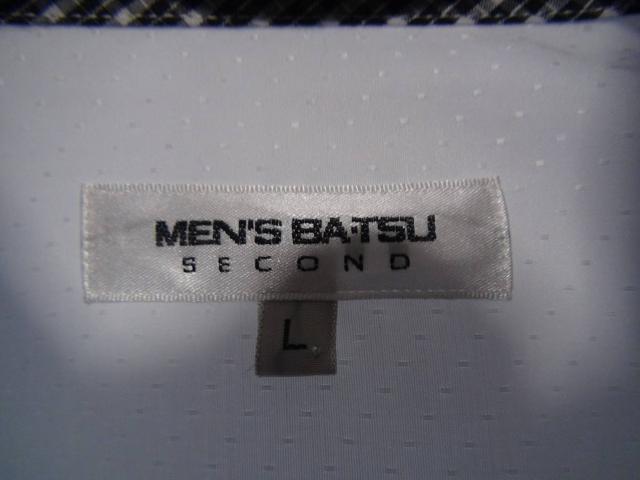 MEN'S BA-TSU
SECOND
L